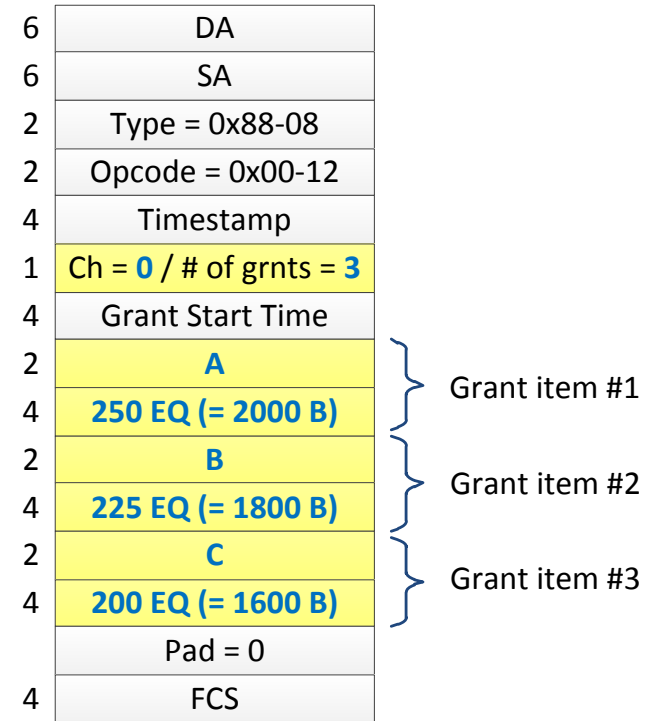 6 DA
6 SA
2 Type = 0x88-08
2 Opcode = 0x00-12
4 Timestamp
1 Ch = 0 / # of grnts = 3
4 Grant Start Time
2 A
4 250 EQ (= 2000 B)
Grant item #1
2 B
4 225 EQ (= 1800 B)
Grant item #2
2 C
4 200 EQ (= 1600 B)
Grant item #3
Pad = 0
4 FCS